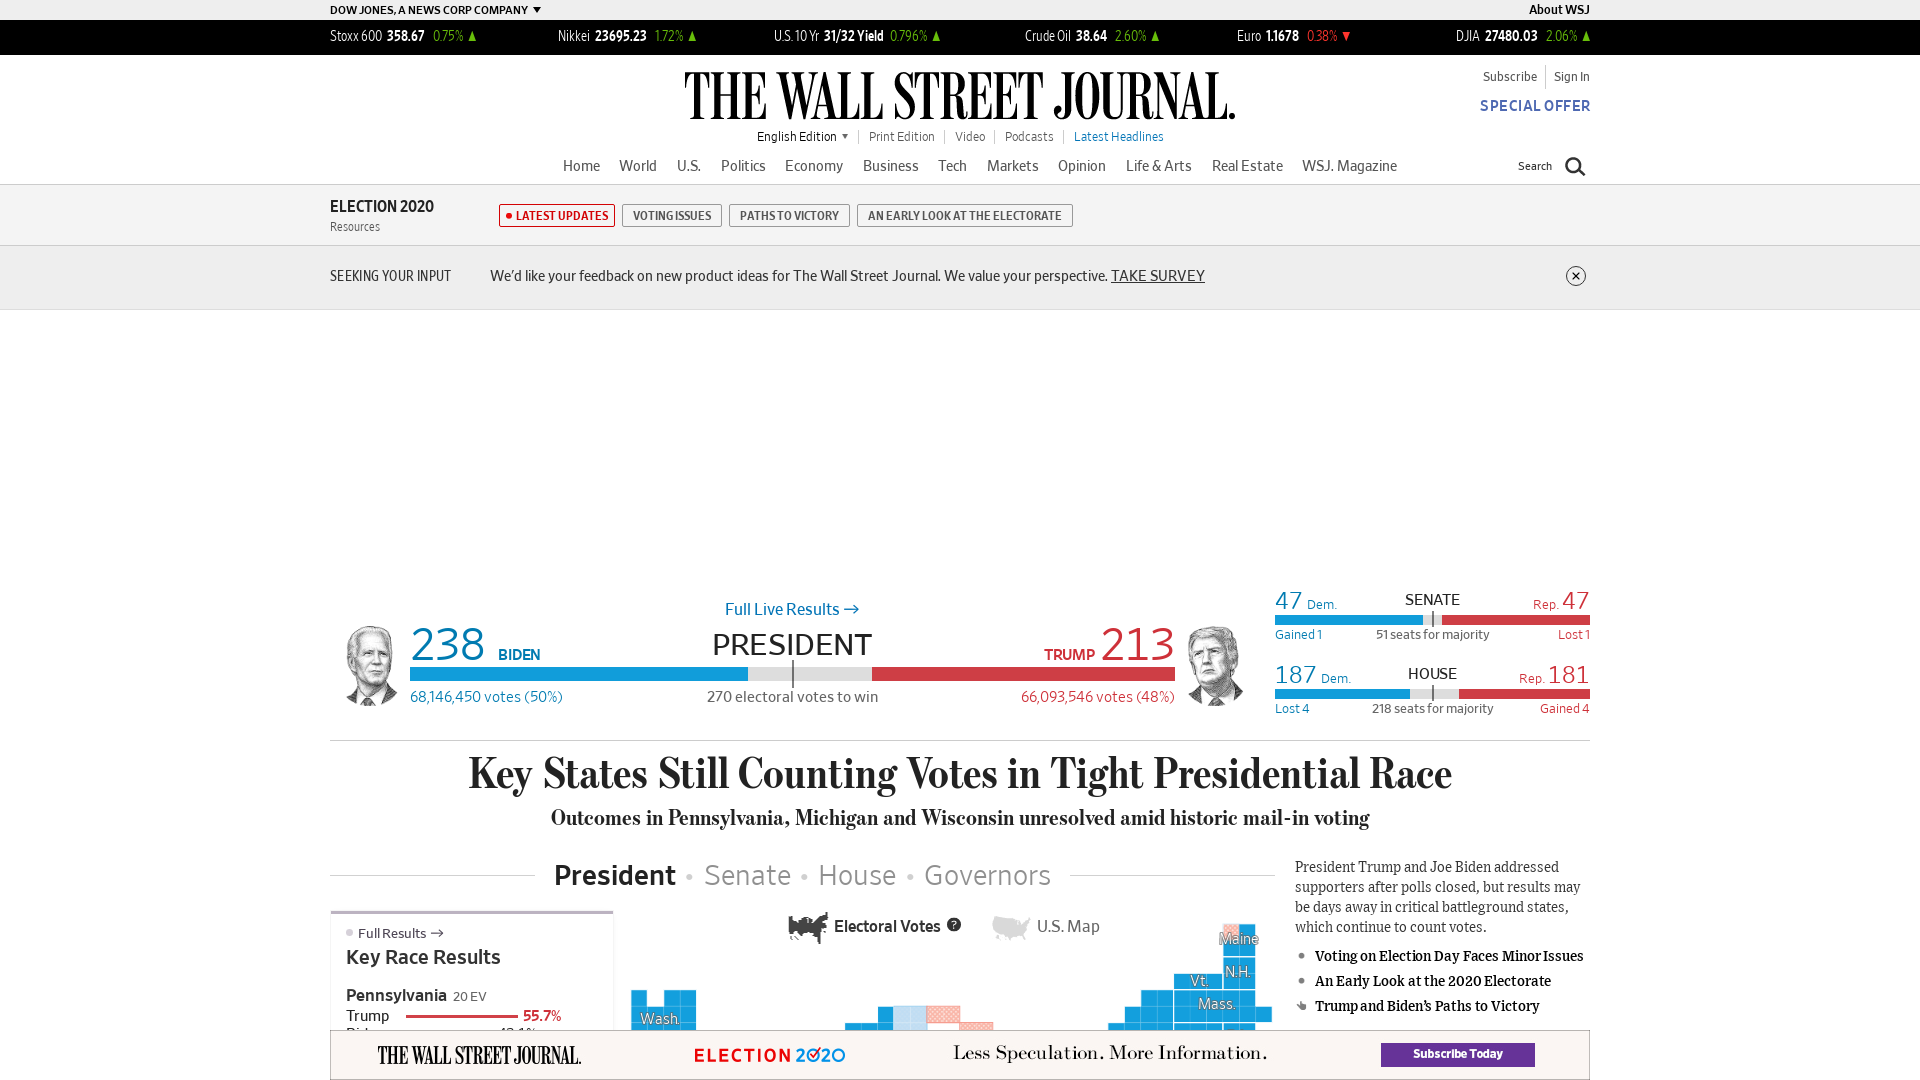 DOW JONES, A NEWS CORP COMPANY
About WSJ
Stoxx 600 358.67 0.75%
Nikkei 23695.23 1.72%
U.S. 10 Yr 31/32 Yield 0.796%
Crude Oil 38.64 2.60%
Euro 1.1678 0.38%
DJIA 27480.03 2.06%
THE WALL STREET JOURNAL.
Subscribe
Sign In
SPECIAL OFFER
English Edition
Print Edition
Video
Podcasts
Latest Headlines
Home
World
U.S.
Politics
Economy
Business
Tech
Markets
Opinion
Life & Arts
Real Estate
WSJ. Magazine
Search
ELECTION 2020
Resources
LATEST UPDATES
VOTING ISSUES
PATHS TO VICTORY
AN EARLY LOOK AT THE ELECTORATE
SEEKING YOUR INPUT
We’d like your feedback on new product ideas for The Wall Street Journal. We value your perspective. TAKE SURVEY
Full Live Results
238 BIDEN
PRESIDENT
TRUMP 213
68,146,450 votes (50%)
270 electoral votes to win
66,093,546 votes (48%)
47 Dem.
SENATE
Rep. 47
Gained 1
51 seats for majority
Lost 1
187 Dem.
HOUSE
Rep. 181
Lost 4
218 seats for majority
Gained 4
Key States Still Counting Votes in Tight Presidential Race
Outcomes in Pennsylvania, Michigan and Wisconsin unresolved amid historic mail-in voting
President • Senate • House • Governors
Full Results
Key Race Results
Pennsylvania 20 EV
Trump 55.7%
Electoral Votes ?
U.S. Map
Maine
N.H.
Vt.
Mass.
Wash.
President Trump and Joe Biden addressed
supporters after polls closed, but results may
be days away in critical battleground states,
which continue to count votes.
Voting on Election Day Faces Minor Issues
An Early Look at the 2020 Electorate
Trump and Biden’s Paths to Victory
THE WALL STREET JOURNAL.
ELECTION 2020
Less Speculation. More Information.
Subscribe Today